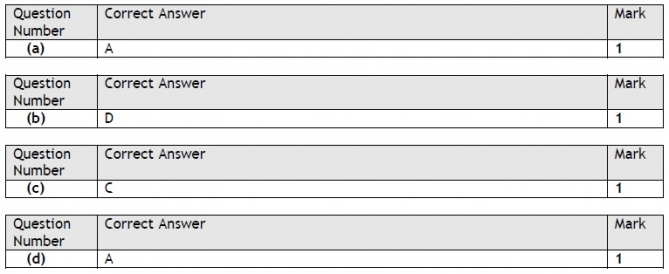 Question Number Correct Answer Mark
(a) A 1
Question Number Correct Answer Mark
(b) D 1
Question Number Correct Answer Mark
(c) C 1
Question Number Correct Answer Mark
(d) A 1